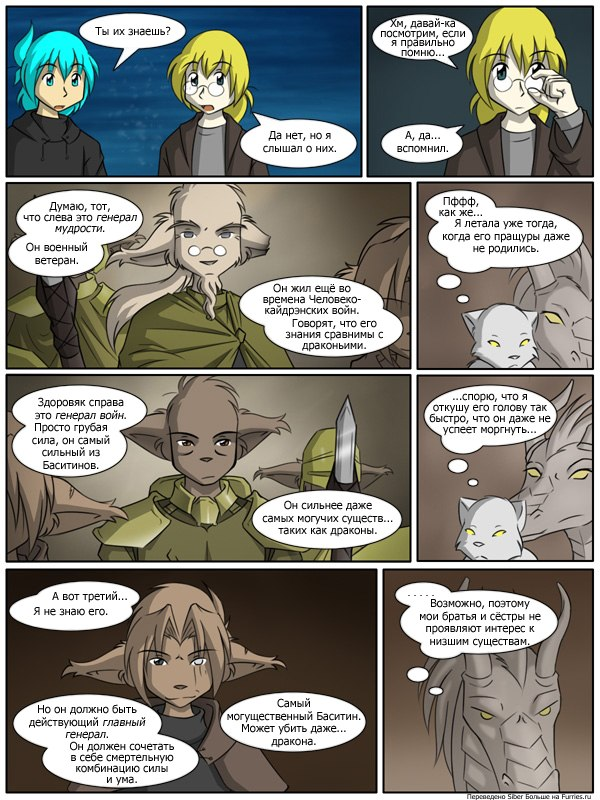 Ты их знаешь?
Да нет, но я
слышал о них.
Хм, давай-ка
посмотрим, если
я правильно
помню...
А, да...
вспомнил.
Думаю, тот,
что слева это генерал
мудрости.
Он военный
ветеран.
Он жил ещё во
времена Человеко-
кайдрэнских войн.
Говорят, что его
знания сравнимы с
драконьими.
Пффф,
как же...
Я летала уже тогда,
когда его пращуры даже
не родились.
Здоровяк справа
это генерал войн.
Просто грубая
сила, он самый
сильный из
Баситинов.
Он сильнее даже
самых могучих существ...
таких как драконы.
...спорю, что я
откушу его голову так
быстро, что он даже не
успеет моргнуть...
А вот третий...
Я не знаю его.
Но он должно быть
действующий главный
генерал.
Он должен сочетать
в себе смертельную
комбинацию силы
и ума.
Самый
могущественный Баситин.
Может убить даже...
дракона.
. . . . .
Возможно, поэтому
мои братья и сёстры не
проявляют интерес к
низшим существам.
Переведено Siber Больше на Furries.ru